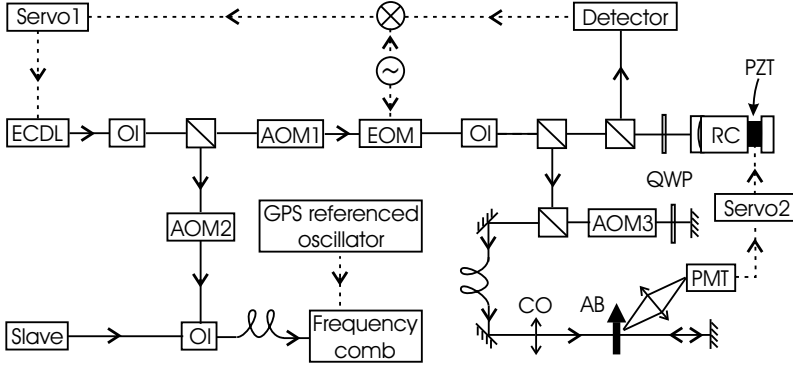 Servo1
Detector
~
PZT
ECDL
OI
AOM1
EOM
OI
RC
QWP
AOM2
GPS referenced
oscillator
AOM3
Servo2
CO
AB
PMT
Slave
OI
Frequency
comb